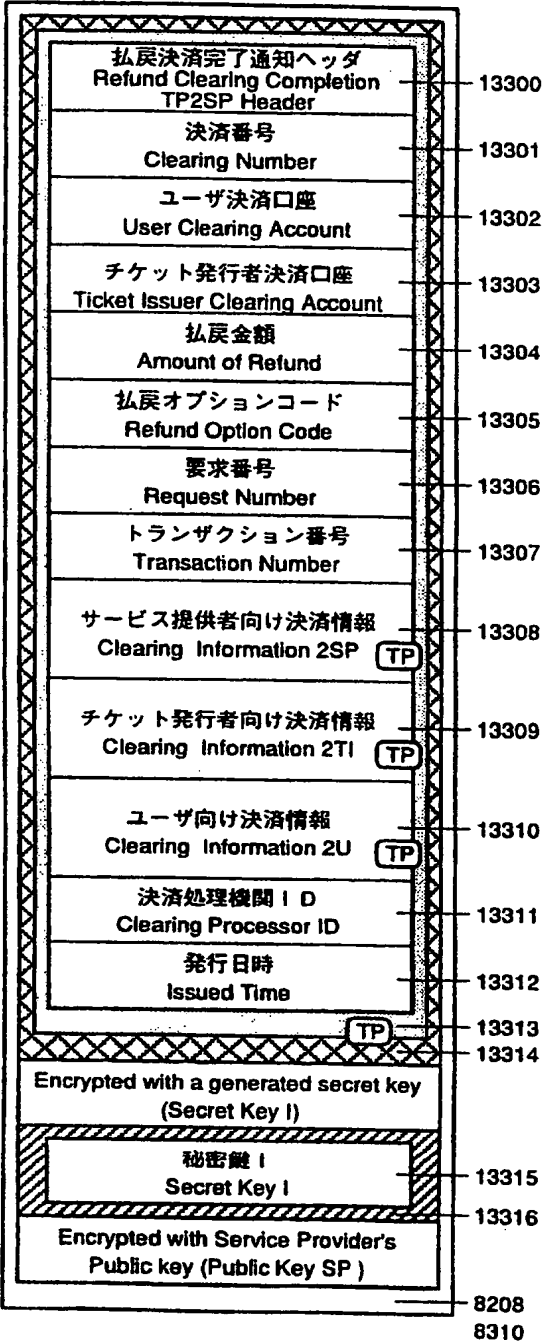 払戻決済完了通知ヘッダ
Refund Clearing Completion
TP2SP Header
13300
決済番号
Clearing Number
13301
ユーザ決済口座
User Clearing Account
13302
チケット発行者決済口座
Ticket Issuer Clearing Account
13303
払戻金額
Amount of Refund
13304
払戻オプションコード
Refund Option Code
13305
要求番号
Request Number
13306
トランザクション番号
Transaction Number
13307
サービス提供者向け決済情報
Clearing Information 2SP
TP
13308
チケット発行者向け決済情報
Clearing Information 2TI
TP
13309
ユーザ向け決済情報
Clearing Information 2U
TP
13310
決済処理機関ID
Clearing Processor ID
13311
発行日時
Issued Time
13312
TP
13313
13314
Encrypted with a generated secret key
(Secret Key I)
秘密鍵 I
Secret Key I
13315
13316
Encrypted with Service Provider's
Public key (Public Key SP )
8208
8310